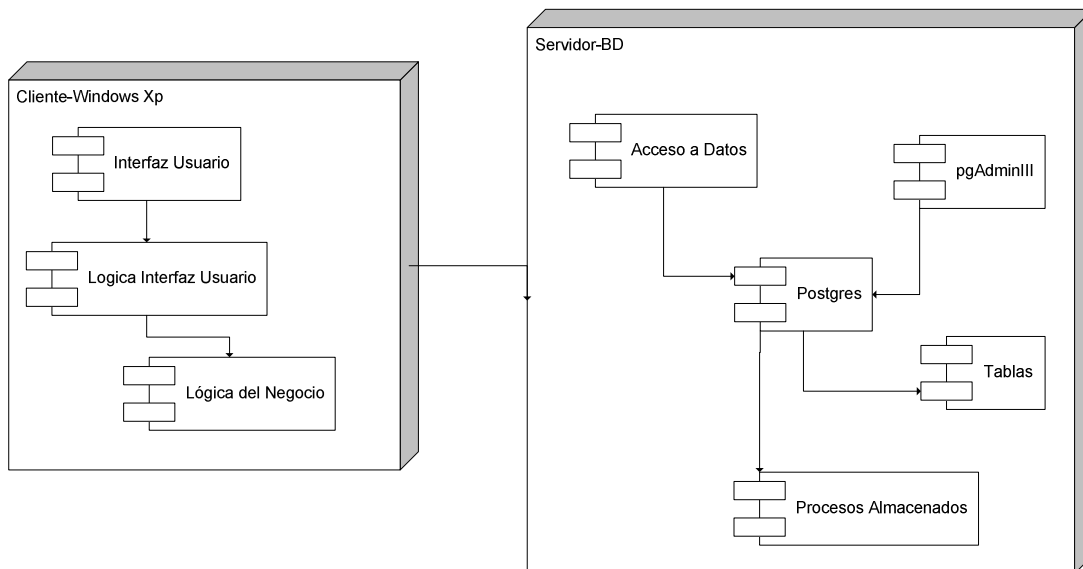 Cliente-Windows Xp
Interfaz Usuario
Logica Interfaz Usuario
Lógica del Negocio
Servidor-BD
Acceso a Datos
pgAdminIII
Postgres
Tablas
Procesos Almacenados